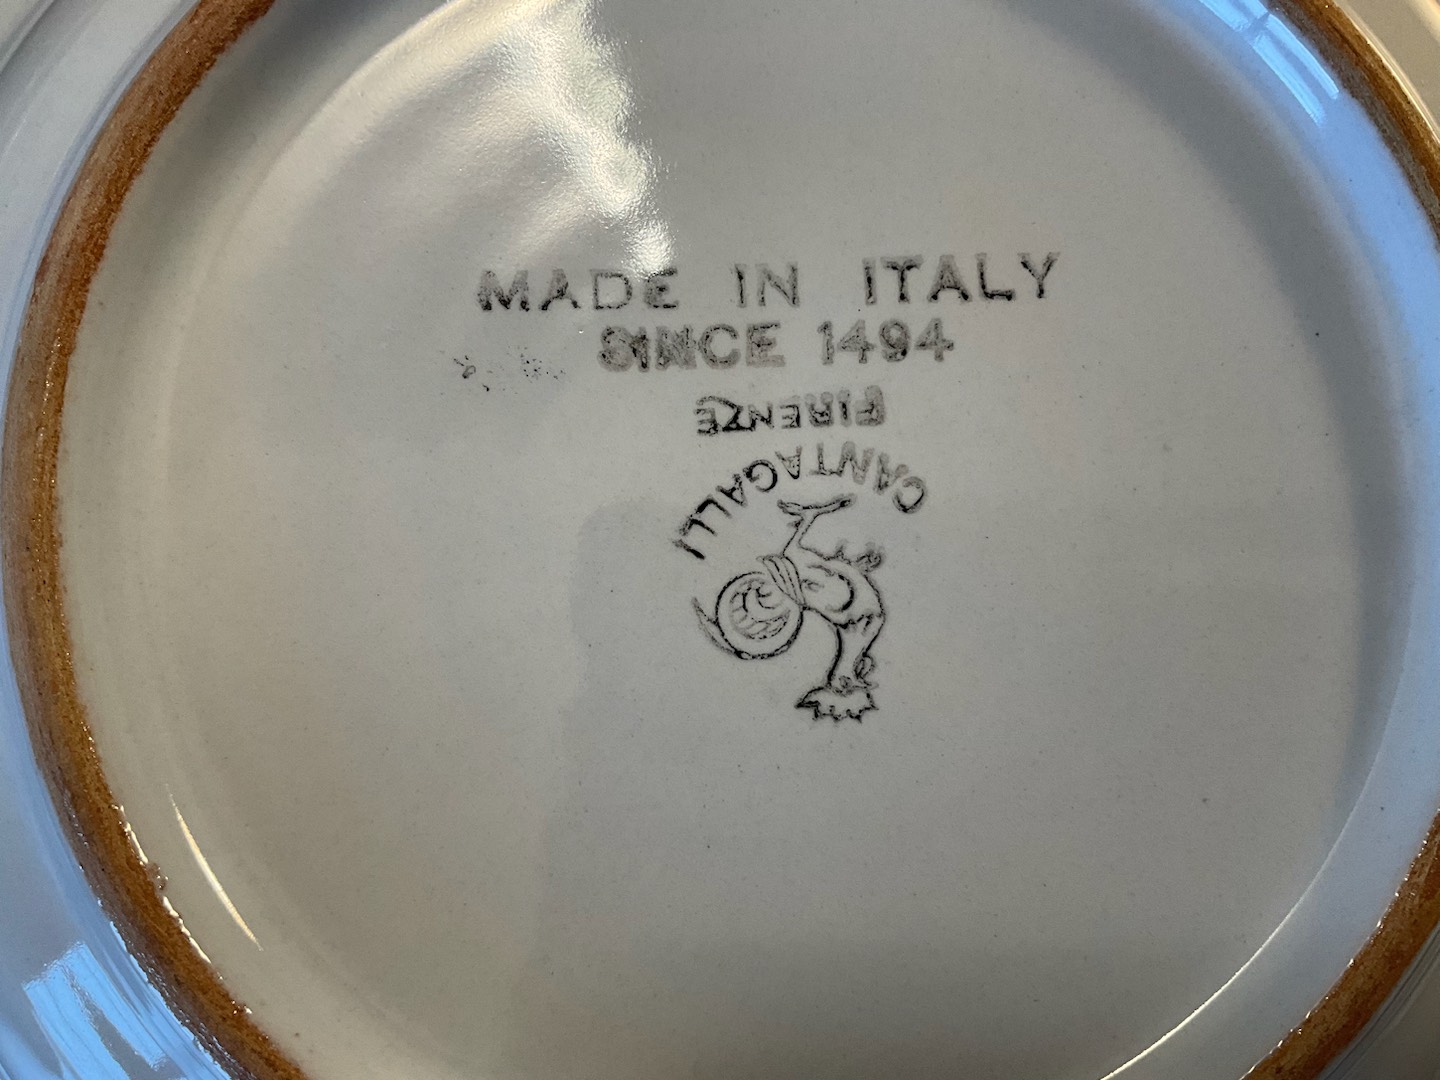 MADE IN ITALY
SINCE 1494
FIRENZE
CANTAGALLI